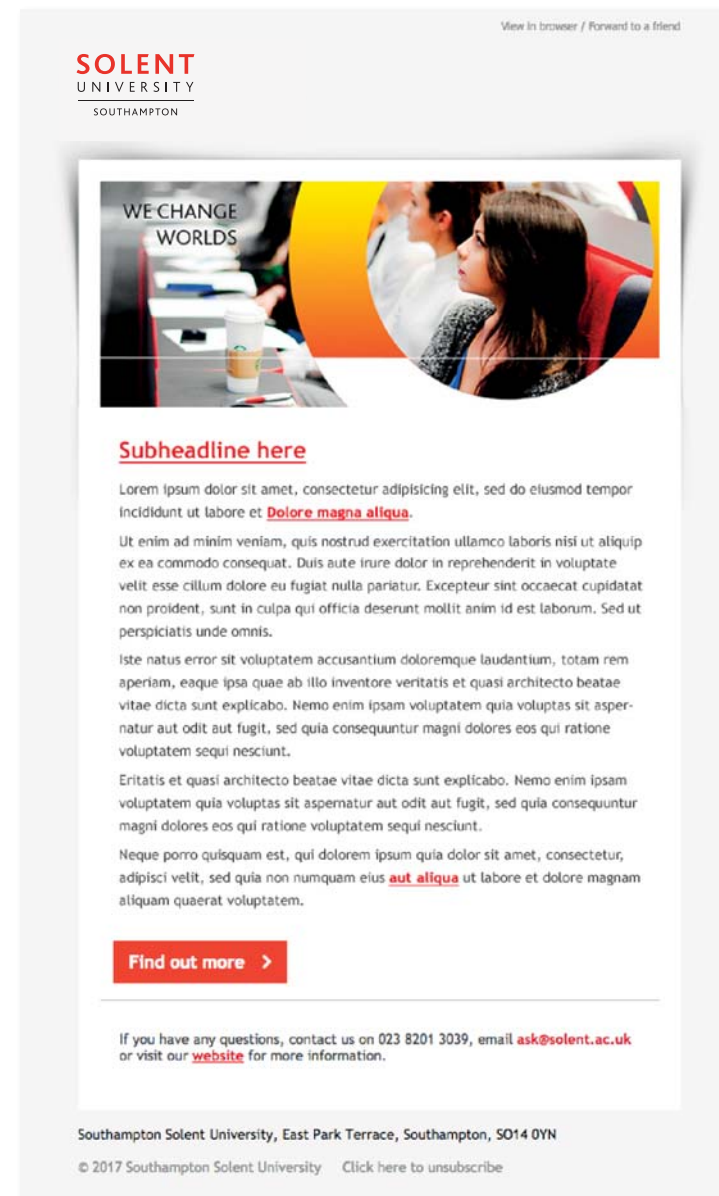 View in browser / Forward to a friend
SOLENT
UNIVERSITY
SOUTHAMPTON
WE CHANGE
WORLDS
Subheadline here
Lorem ipsum dolor sit amet, consectetur adipisicing elit, sed do eiusmod tempor
incididunt ut labore et Dolore magna aliqua.
Ut enim ad minim veniam, quis nostrud exercitation ullamco laboris nisi ut aliquip
ex ea commodo consequat. Duis aute irure dolor in reprehenderit in voluptate
velit esse cillum dolore eu fugiat nulla pariatur. Excepteur sint occaecat cupidatat
non proident, sunt in culpa qui officia deserunt mollit anim id est laborum. Sed ut
perspiciatis unde omnis.
Iste natus error sit voluptatem accusantium doloremque laudantium, totam rem
aperiam, eaque ipsa quae ab illo inventore veritatis et quasi architecto beatae
vitae dicta sunt explicabo. Nemo enim ipsam voluptatem quia voluptas sit asper-
natur aut odit aut fugit, sed quia consequuntur magni dolores eos qui ratione
voluptatem sequi nesciunt.
Eritatis et quasi architecto beatae vitae dicta sunt explicabo. Nemo enim ipsam
voluptatem quia voluptas sit aspernatur aut odit aut fugit, sed quia consequuntur
magni dolores eos qui ratione voluptatem sequi nesciunt.
Neque porro quisquam est, qui dolorem ipsum quia dolor sit amet, consectetur,
adipisci velit, sed quia non numquam eius aut aliqua ut labore et dolore magnam
aliquam quaerat voluptatem.
Find out more >
If you have any questions, contact us on 023 8201 3039, email ask@solent.ac.uk
or visit our website for more information.
Southampton Solent University, East Park Terrace, Southampton, SO14 0YN
© 2017 Southampton Solent University Click here to unsubscribe